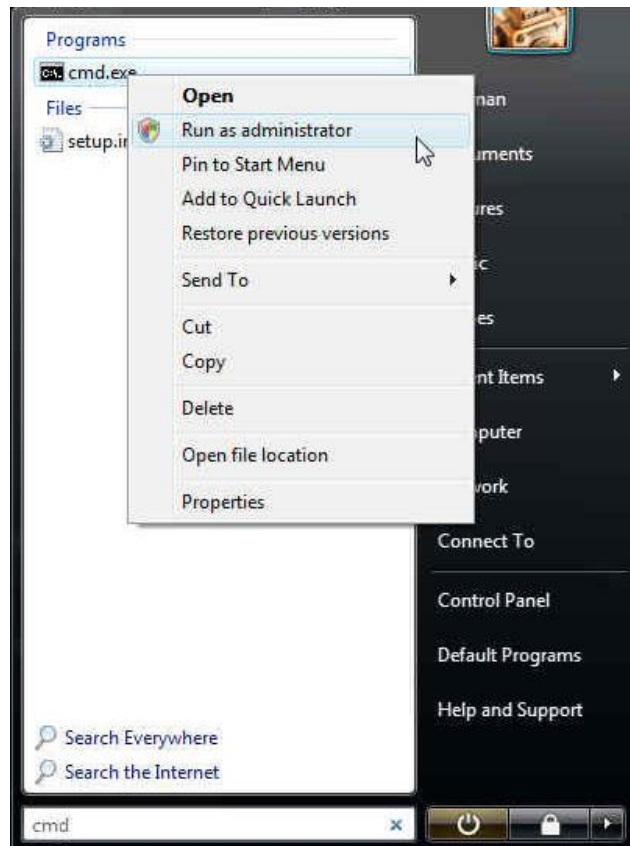 Programs
cmd.exe
Files
setup.in
Open
Run as administrator
Pin to Start Menu
Add to Quick Launch
Restore previous versions
Send To
Cut
Copy
Delete
Open file location
Properties
Connect To
Control Panel
Default Programs
Help and Support
Search Everywhere
Search the Internet
cmd